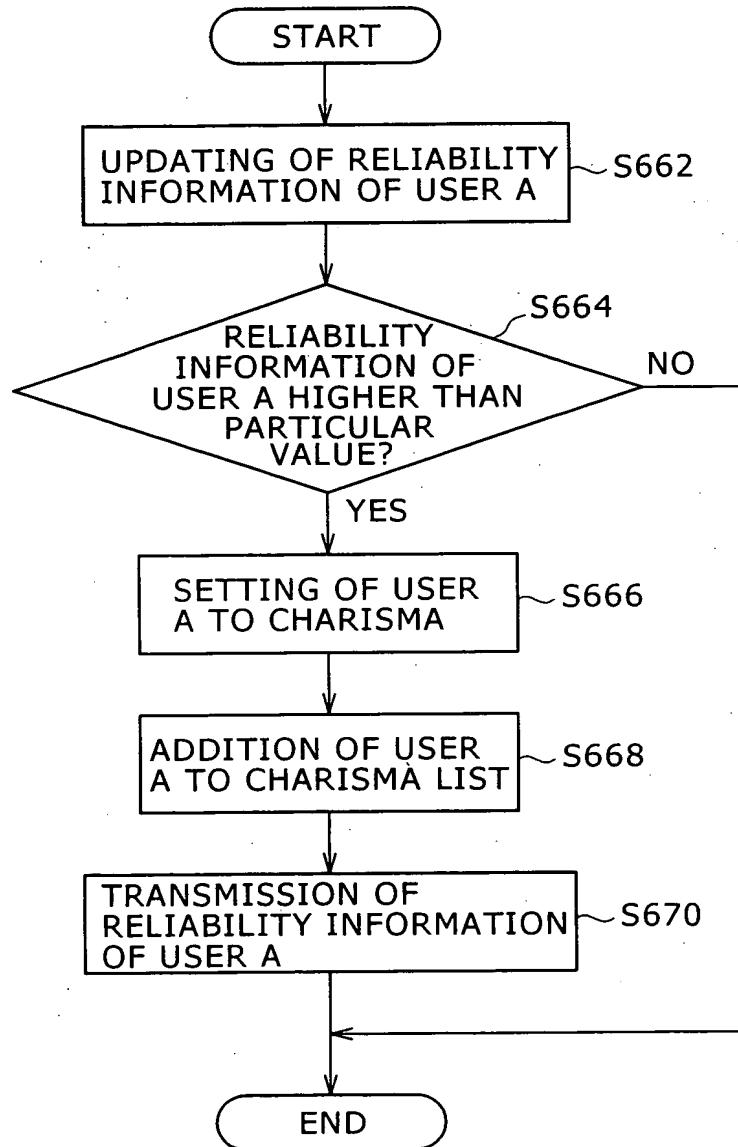 START
UPDATING OF RELIABILITY
INFORMATION OF USER A
S662
S664
RELIABILITY
INFORMATION OF
USER A HIGHER THAN
PARTICULAR
VALUE?
NO
YES
SETTING OF USER
A TO CHARISMA
S666
ADDITION OF USER
A TO CHARISMA LIST
S668
TRANSMISSION OF
RELIABILITY INFORMATION
OF USER A
S670
END